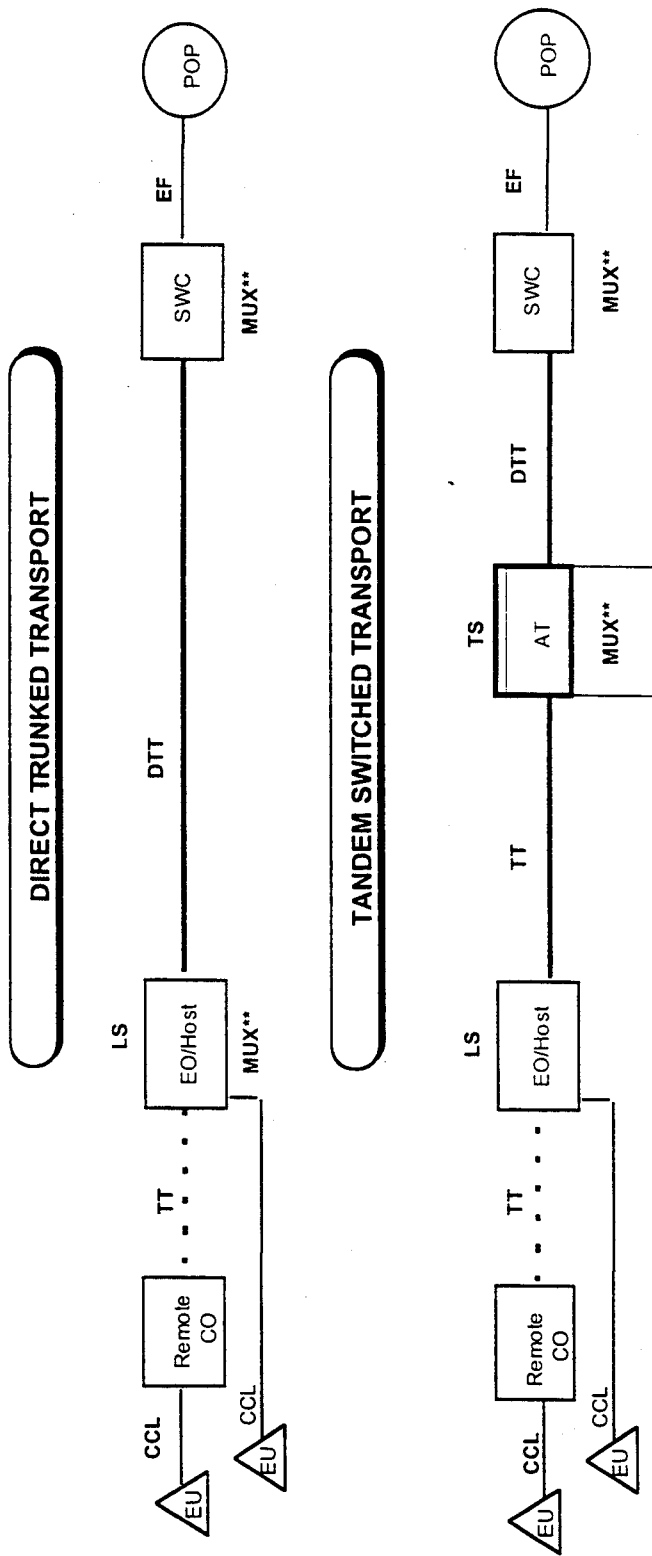 DIRECT TRUNKED TRANSPORT
LS
CCL
EU
Remote
CO
TT
EO/Host
DTT
SWC
EF
POP
CCL
EU
MUX**
MUX**
TANDEM SWITCHED TRANSPORT
LS
TS
CCL
EU
Remote
CO
TT
EO/Host
TT
AT
DTT
SWC
EF
POP
CCL
EU
MUX**
MUX**